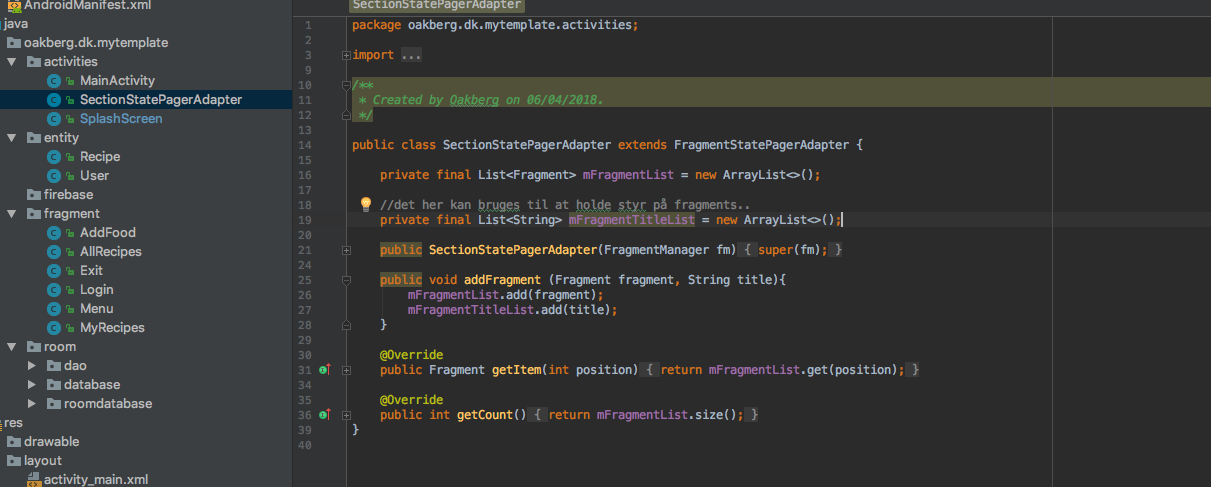 AndroidManifest.xml
java
oakberg.dk.mytemplate
activities
MainActivity
SectionStatePagerAdapter
SplashScreen
entity
Recipe
User
firebase
fragment
AddFood
AllRecipes
Exit
Login
Menu
MyRecipes
room
dao
database
roomdatabase
res
drawable
layout
activity_main.xml
SectionStatePagerAdapter
1 package oakberg.dk.mytemplate.activities;
2
3 import ...
9
10 /**
11 * Created by Oakberg on 06/04/2018.
12 */
13
14 public class SectionStatePagerAdapter extends FragmentStatePagerAdapter {
15
16 private final List<Fragment> mFragmentList = new ArrayList<>();
17
18 //det her kan bruges til at holde styr på fragments..
19 private final List<String> mFragmentTitleList = new ArrayList<>();
20
21 public SectionStatePagerAdapter(FragmentManager fm) { super(fm); }
24
25 public void addFragment (Fragment fragment, String title){
26 mFragmentList.add(fragment);
27 mFragmentTitleList.add(title);
28 }
29
30 @Override
31 public Fragment getItem(int position) { return mFragmentList.get(position); }
34
35 @Override
36 public int getCount() { return mFragmentList.size(); }
39 }
40